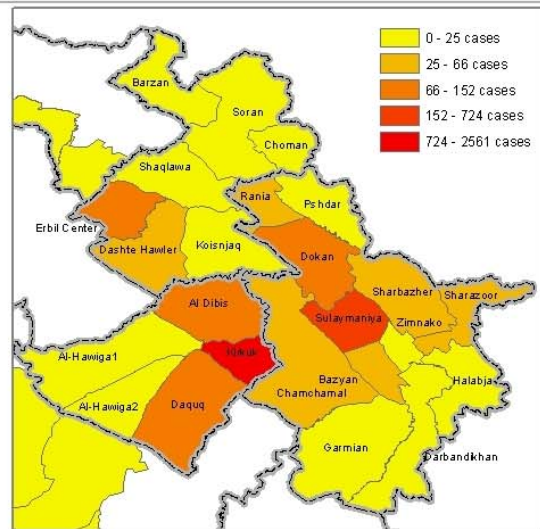 0 - 25 cases
25 - 66 cases
66 - 152 cases
152 - 724 cases
724 - 2561 cases
Barzan
Soran
Choman
Shaqlawa
Rania
Pshdar
Erbil Center
Dashte Hawler
Koisnjaq
Dokan
Al Dibis
Sharbazher
Sharazoor
Sulaymaniya
Zimnako
Kirkuk
Al-Hawiga1
Halabja
Bazyan
Chamchamal
Al-Hawiga2
Daquq
Garmian
Darbandikhan